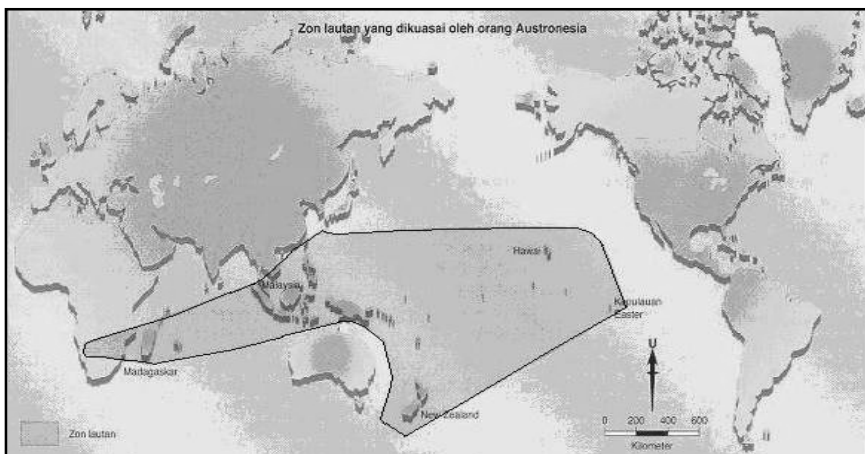 Zon lautan yang dikuasai oleh orang Austronesia
Hawai
Malaysia
Kepulauan
Easter
Madagaskar
New Zealand
U
Zon lautan
0 200 400 600
Kilometer